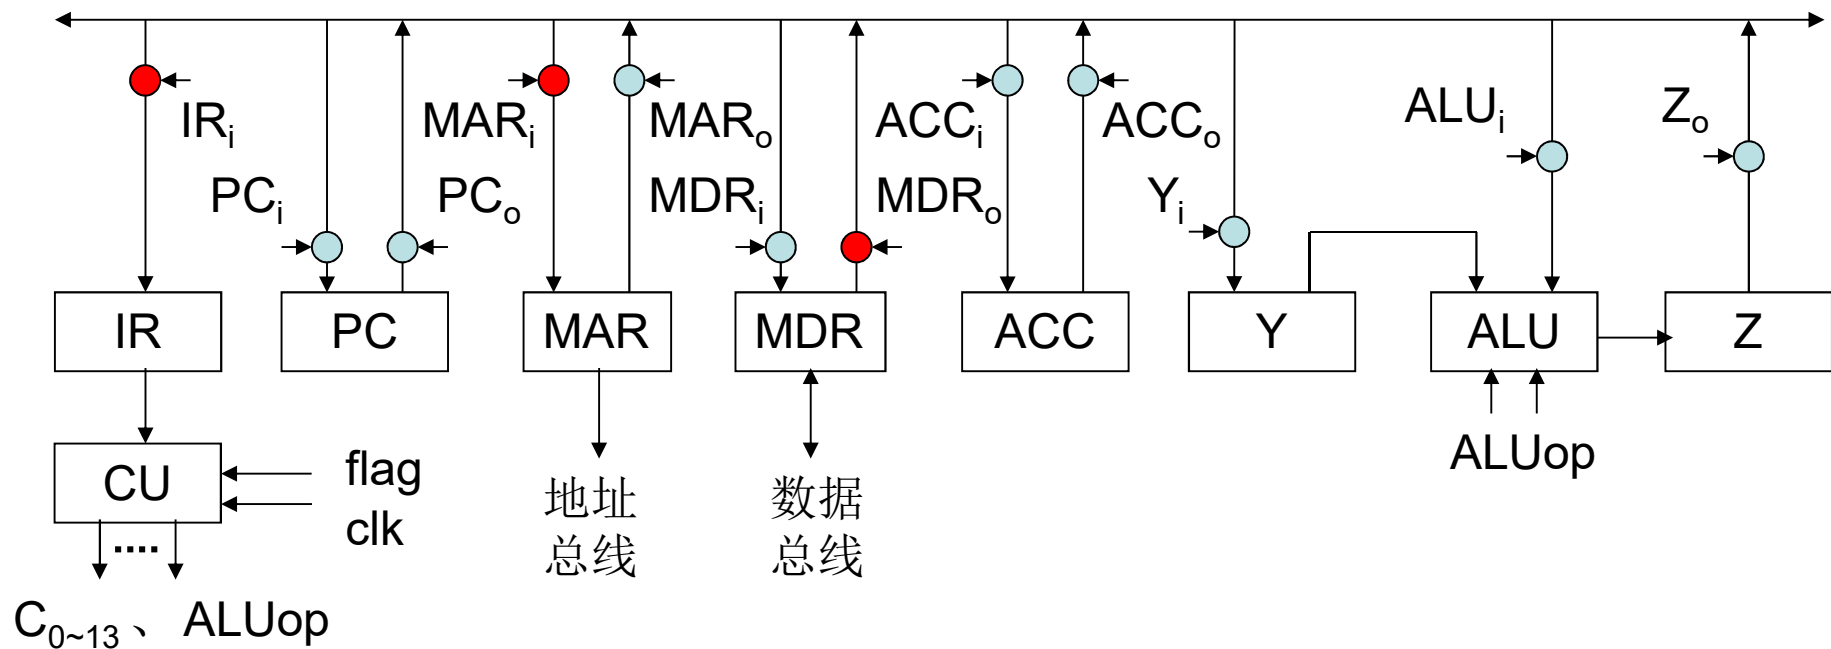 IRi MARi MARo ACCi ACCo ALUi Zo
PCi PCo MDRi MDRo Yi
IR PC MAR MDR ACC Y ALU Z
ALUop
CU flag
clk
地址 数据
总线 总线
....
C0~13 、 ALUop